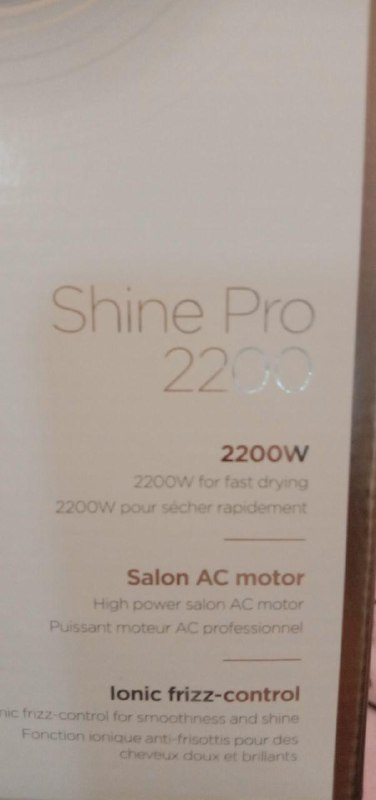 Shine Pro
2200
2200W
2200W for fast drying
2200W pour sécher rapidement
Salon AC motor
High power salon AC motor
Puissant moteur AC professionnel
Ionic frizz-control
frizz-control for smoothness and shine
Fonction ionique anti-frisottis pour des
cheveux doux et brillants